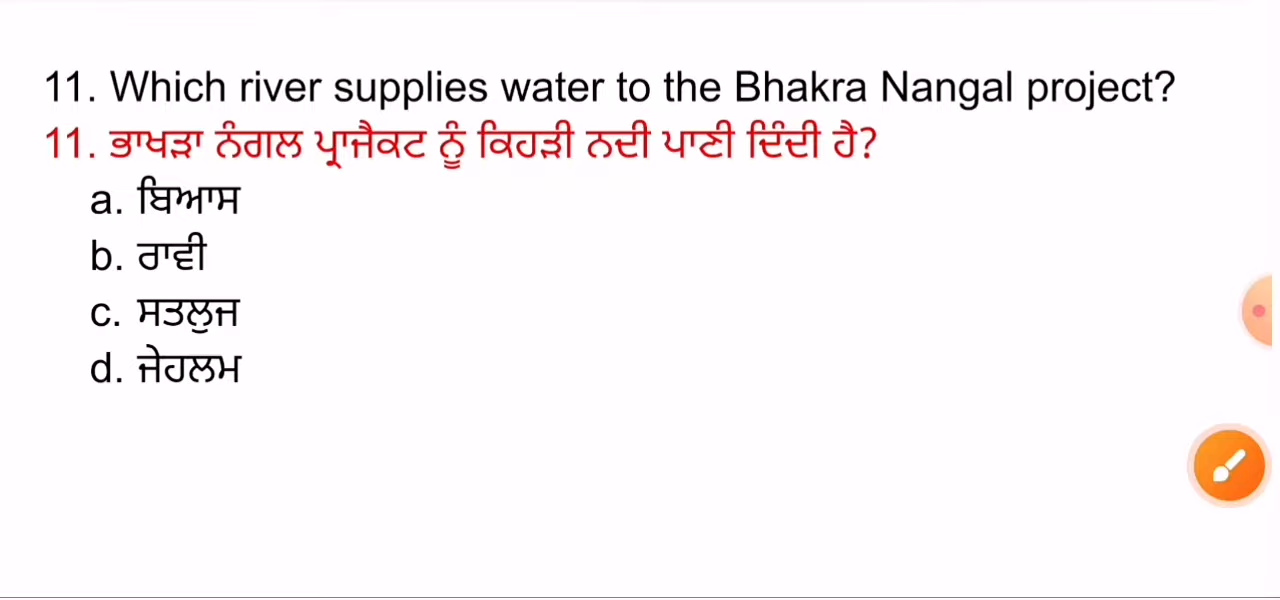 11. Which river supplies water to the Bhakra Nangal project?
11. ਭਾਖੜਾ ਨੰਗਲ ਪ੍ਰਾਜੈਕਟ ਨੂੰ ਕਿਹੜੀ ਨਦੀ ਪਾਣੀ ਦਿੰਦੀ ਹੈ?
a. ਬਿਆਸ
b. ਰਾਵੀ
c. ਸਤਲੁਜ
d. ਜੇਹਲਮ